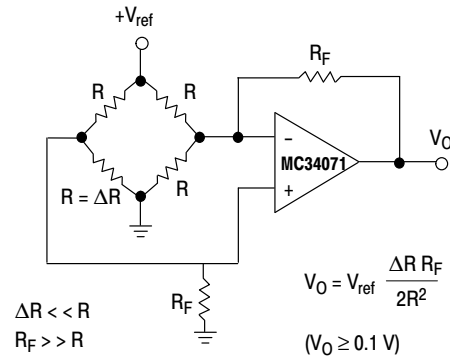 +Vref
R
R
RF
R = ΔR
R
−
MC34071
+
VO
RF
ΔR << R
RF >> R
VO = Vref ΔR RF / 2R²
(VO ≥ 0.1 V)